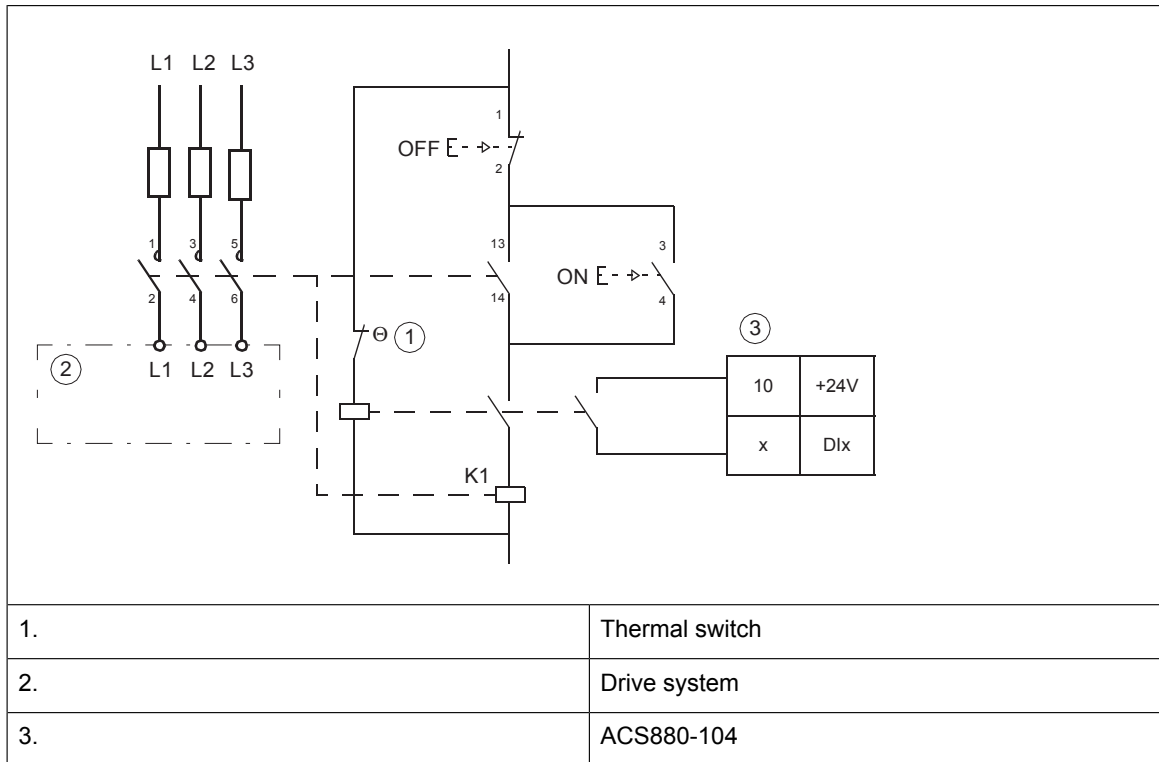 L1 L2 L3
1
OFF
2
1 3 5
13
3
ON
2 4 6
14
4
Θ 1
3
2
L1 L2 L3
10 +24V
x DIx
K1
1. Thermal switch
2. Drive system
3. ACS880-104